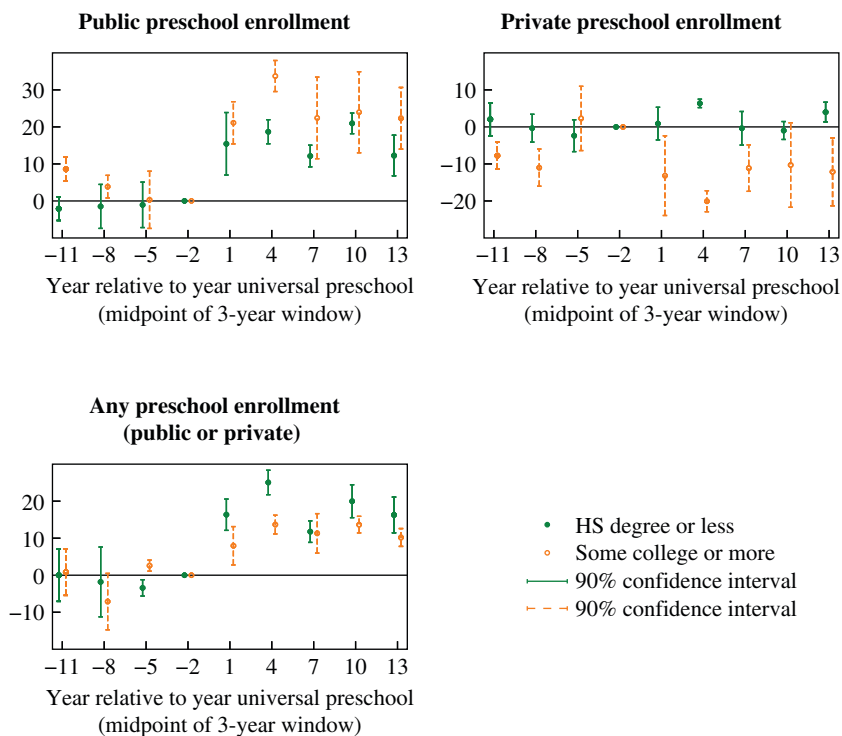 Public preschool enrollment
30
20
10
0
−11 −8 −5 −2 1 4 7 10 13
Year relative to year universal preschool
(midpoint of 3-year window)
Private preschool enrollment
10
0
−10
−20
−11 −8 −5 −2 1 4 7 10 13
Year relative to year universal preschool
(midpoint of 3-year window)
Any preschool enrollment
(public or private)
20
10
0
−10
−11 −8 −5 −2 1 4 7 10 13
Year relative to year universal preschool
(midpoint of 3-year window)
HS degree or less
Some college or more
90% confidence interval
90% confidence interval